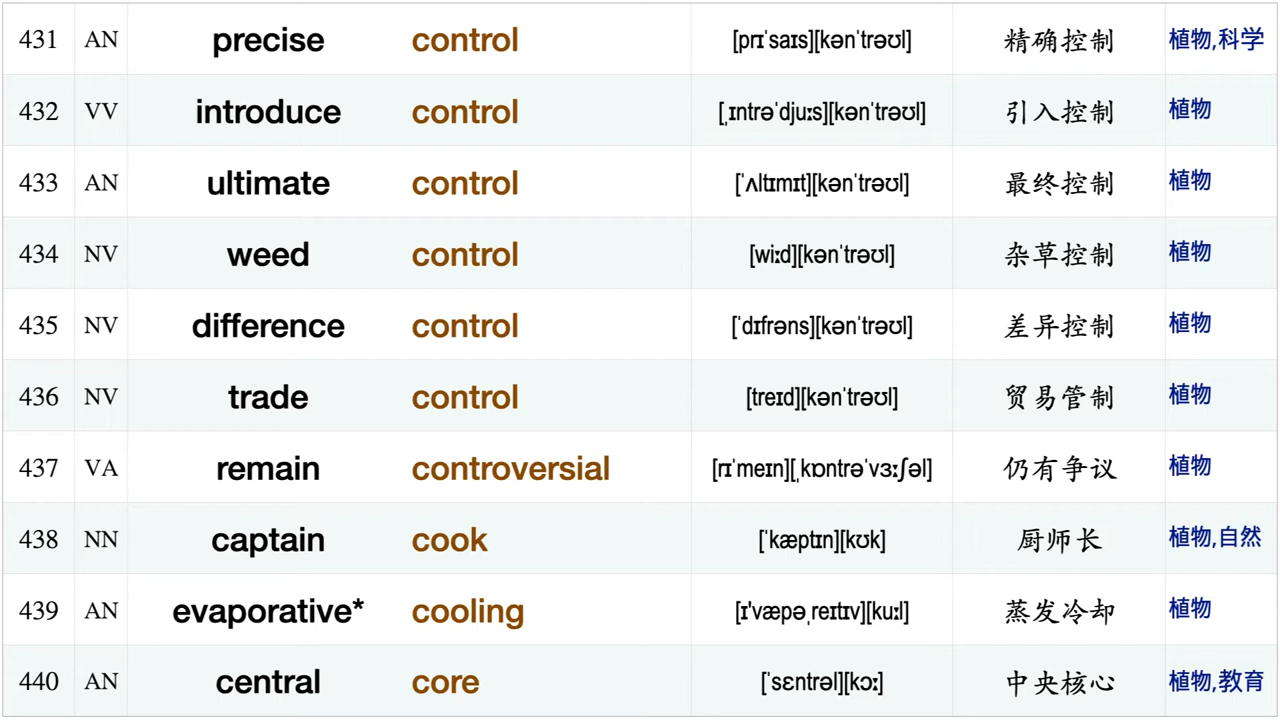 431 AN precise control [prɪˈsaɪs][kənˈtrəʊl] 精确控制 植物,科学
432 VV introduce control [ˌɪntrəˈdjuːs][kənˈtrəʊl] 引入控制 植物
433 AN ultimate control [ˈʌltɪmɪt][kənˈtrəʊl] 最终控制 植物
434 NV weed control [wiːd][kənˈtrəʊl] 杂草控制 植物
435 NV difference control [ˈdɪfrəns][kənˈtrəʊl] 差异控制 植物
436 NV trade control [treɪd][kənˈtrəʊl] 贸易管制 植物
437 VA remain controversial [rɪˈmeɪn][ˌkɒntrəˈvɜːʃəl] 仍有争议 植物
438 NN captain cook [ˈkæptɪn][kʊk] 厨师长 植物,自然
439 AN evaporative* cooling [ɪ'væpəˌreɪtɪv][kuːl] 蒸发冷却 植物
440 AN central core [ˈsɛntrəl][kɔː] 中央核心 植物,教育